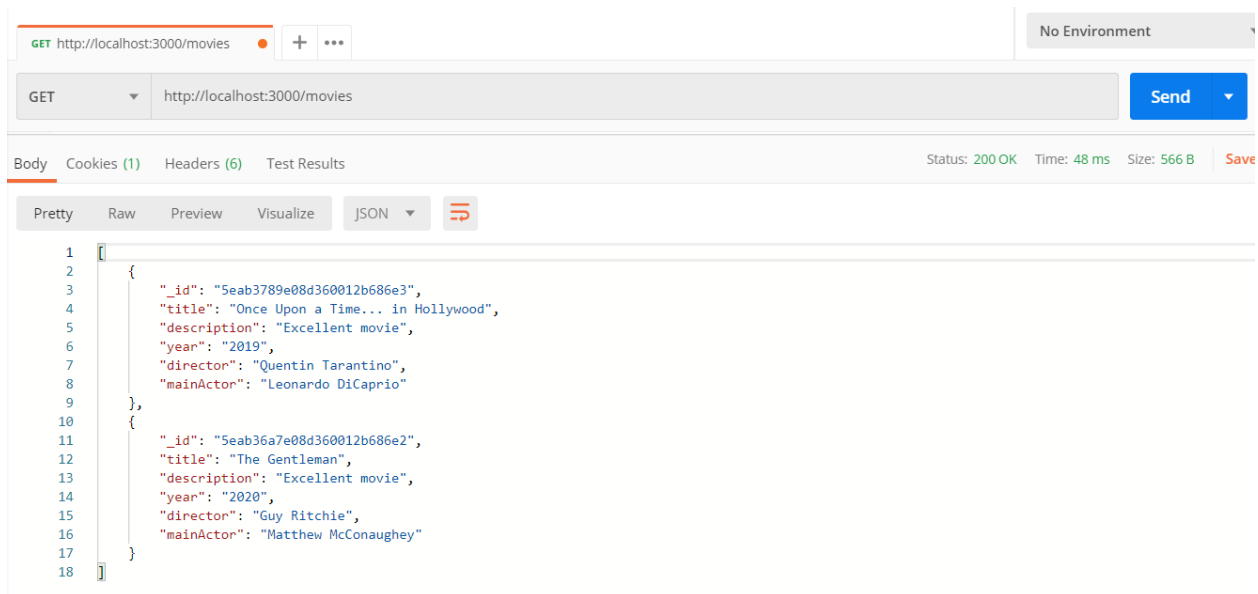 GET http://localhost:3000/movies
No Environment
GET http://localhost:3000/movies Send
Body Cookies (1) Headers (6) Test Results Status: 200 OK Time: 48 ms Size: 566 B Save
Pretty Raw Preview Visualize JSON
1 [
2 {
3 "_id": "5eab3789e08d360012b686e3",
4 "title": "Once Upon a Time... in Hollywood",
5 "description": "Excellent movie",
6 "year": "2019",
7 "director": "Quentin Tarantino",
8 "mainActor": "Leonardo DiCaprio"
9 },
10 {
11 "_id": "5eab36a7e08d360012b686e2",
12 "title": "The Gentleman",
13 "description": "Excellent movie",
14 "year": "2020",
15 "director": "Guy Ritchie",
16 "mainActor": "Matthew McConaughey"
17 }
18 ]